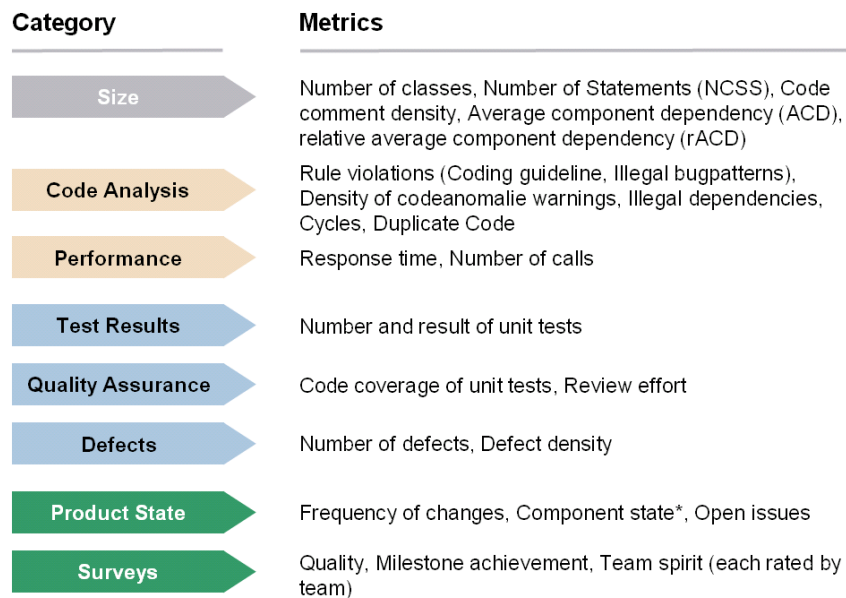 Category Metrics
Size
Number of classes, Number of Statements (NCSS), Code
comment density, Average component dependency (ACD),
relative average component dependency (rACD)
Code Analysis
Rule violations (Coding guideline, Illegal bugpatterns),
Density of codeanomalie warnings, Illegal dependencies,
Cycles, Duplicate Code
Performance
Response time, Number of calls
Test Results
Number and result of unit tests
Quality Assurance
Code coverage of unit tests, Review effort
Defects
Number of defects, Defect density
Product State
Frequency of changes, Component state*, Open issues
Surveys
Quality, Milestone achievement, Team spirit (each rated by
team)